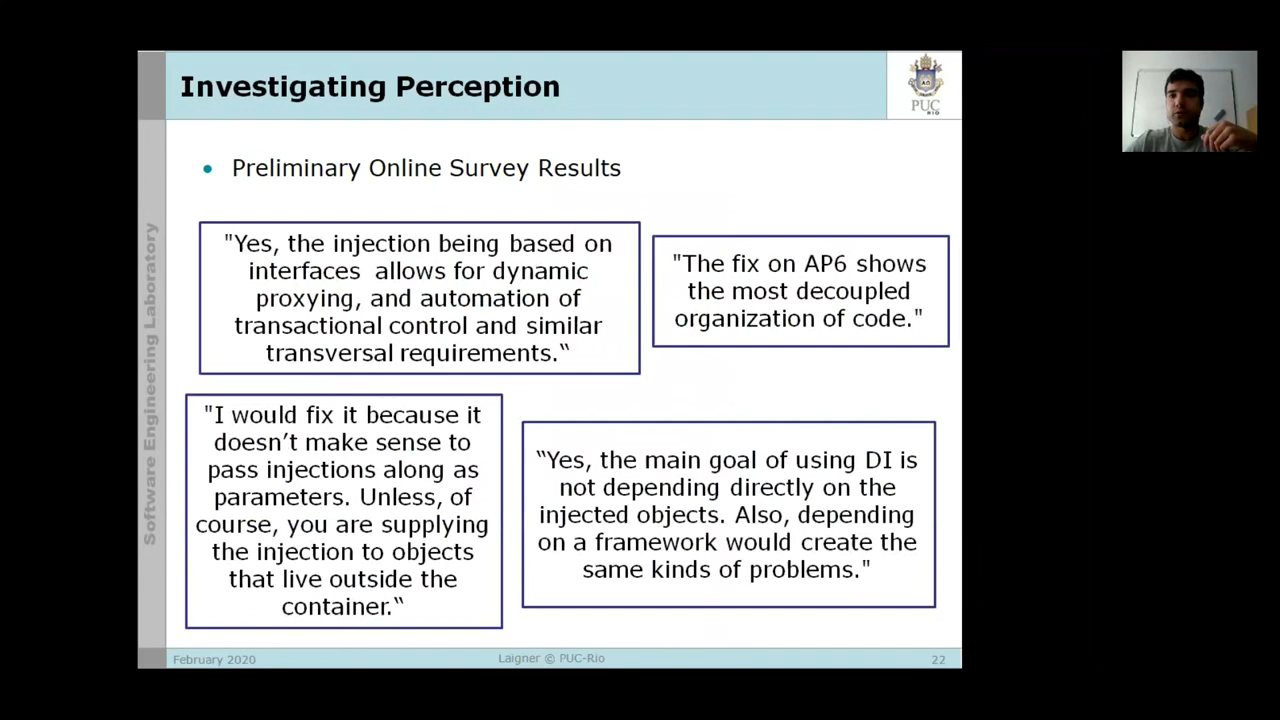 Investigating Perception
PUC
RIO
Software Engineering Laboratory
• Preliminary Online Survey Results
"Yes, the injection being based on
interfaces allows for dynamic
proxying, and automation of
transactional control and similar
transversal requirements.“
"The fix on AP6 shows
the most decoupled
organization of code."
"I would fix it because it
doesn’t make sense to
pass injections along as
parameters. Unless, of
course, you are supplying
the injection to objects
that live outside the
container.“
“Yes, the main goal of using DI is
not depending directly on the
injected objects. Also, depending
on a framework would create the
same kinds of problems."
February 2020
Laigner © PUC-Rio
22